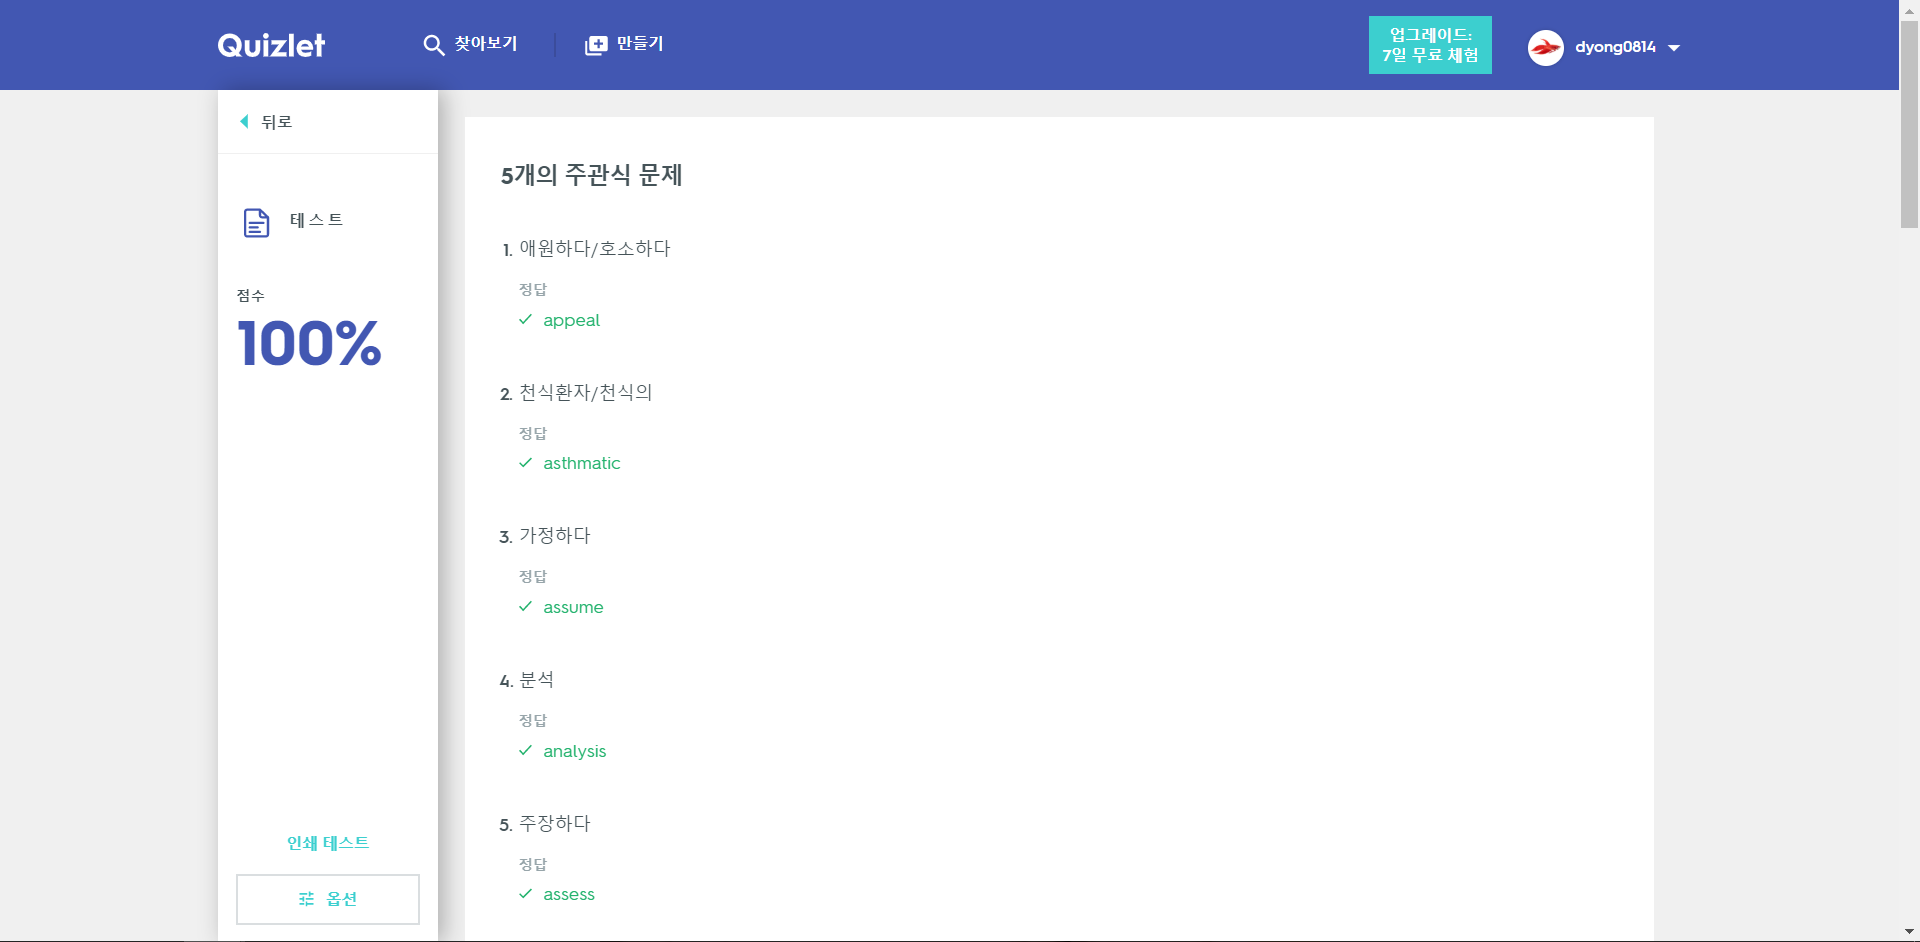 Quizlet
찾아보기
만들기
업그레이드:
7일 무료 체험
dyong0814
뒤로
테스트
점수
100%
인쇄 테스트
옵션
5개의 주관식 문제
1. 애원하다/호소하다
정답
appeal
2. 천식환자/천식의
정답
asthmatic
3. 가정하다
정답
assume
4. 분석
정답
analysis
5. 주장하다
정답
assess